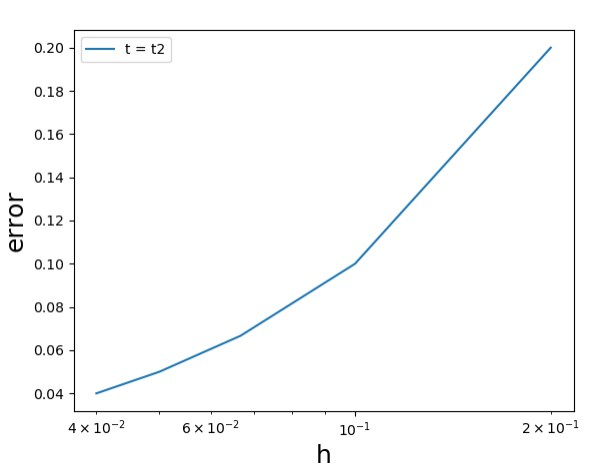 t = t2
error
0.20
0.18
0.16
0.14
0.12
0.10
0.08
0.06
0.04
4 × 10⁻²
6 × 10⁻²
10⁻¹
2 × 10⁻¹
h